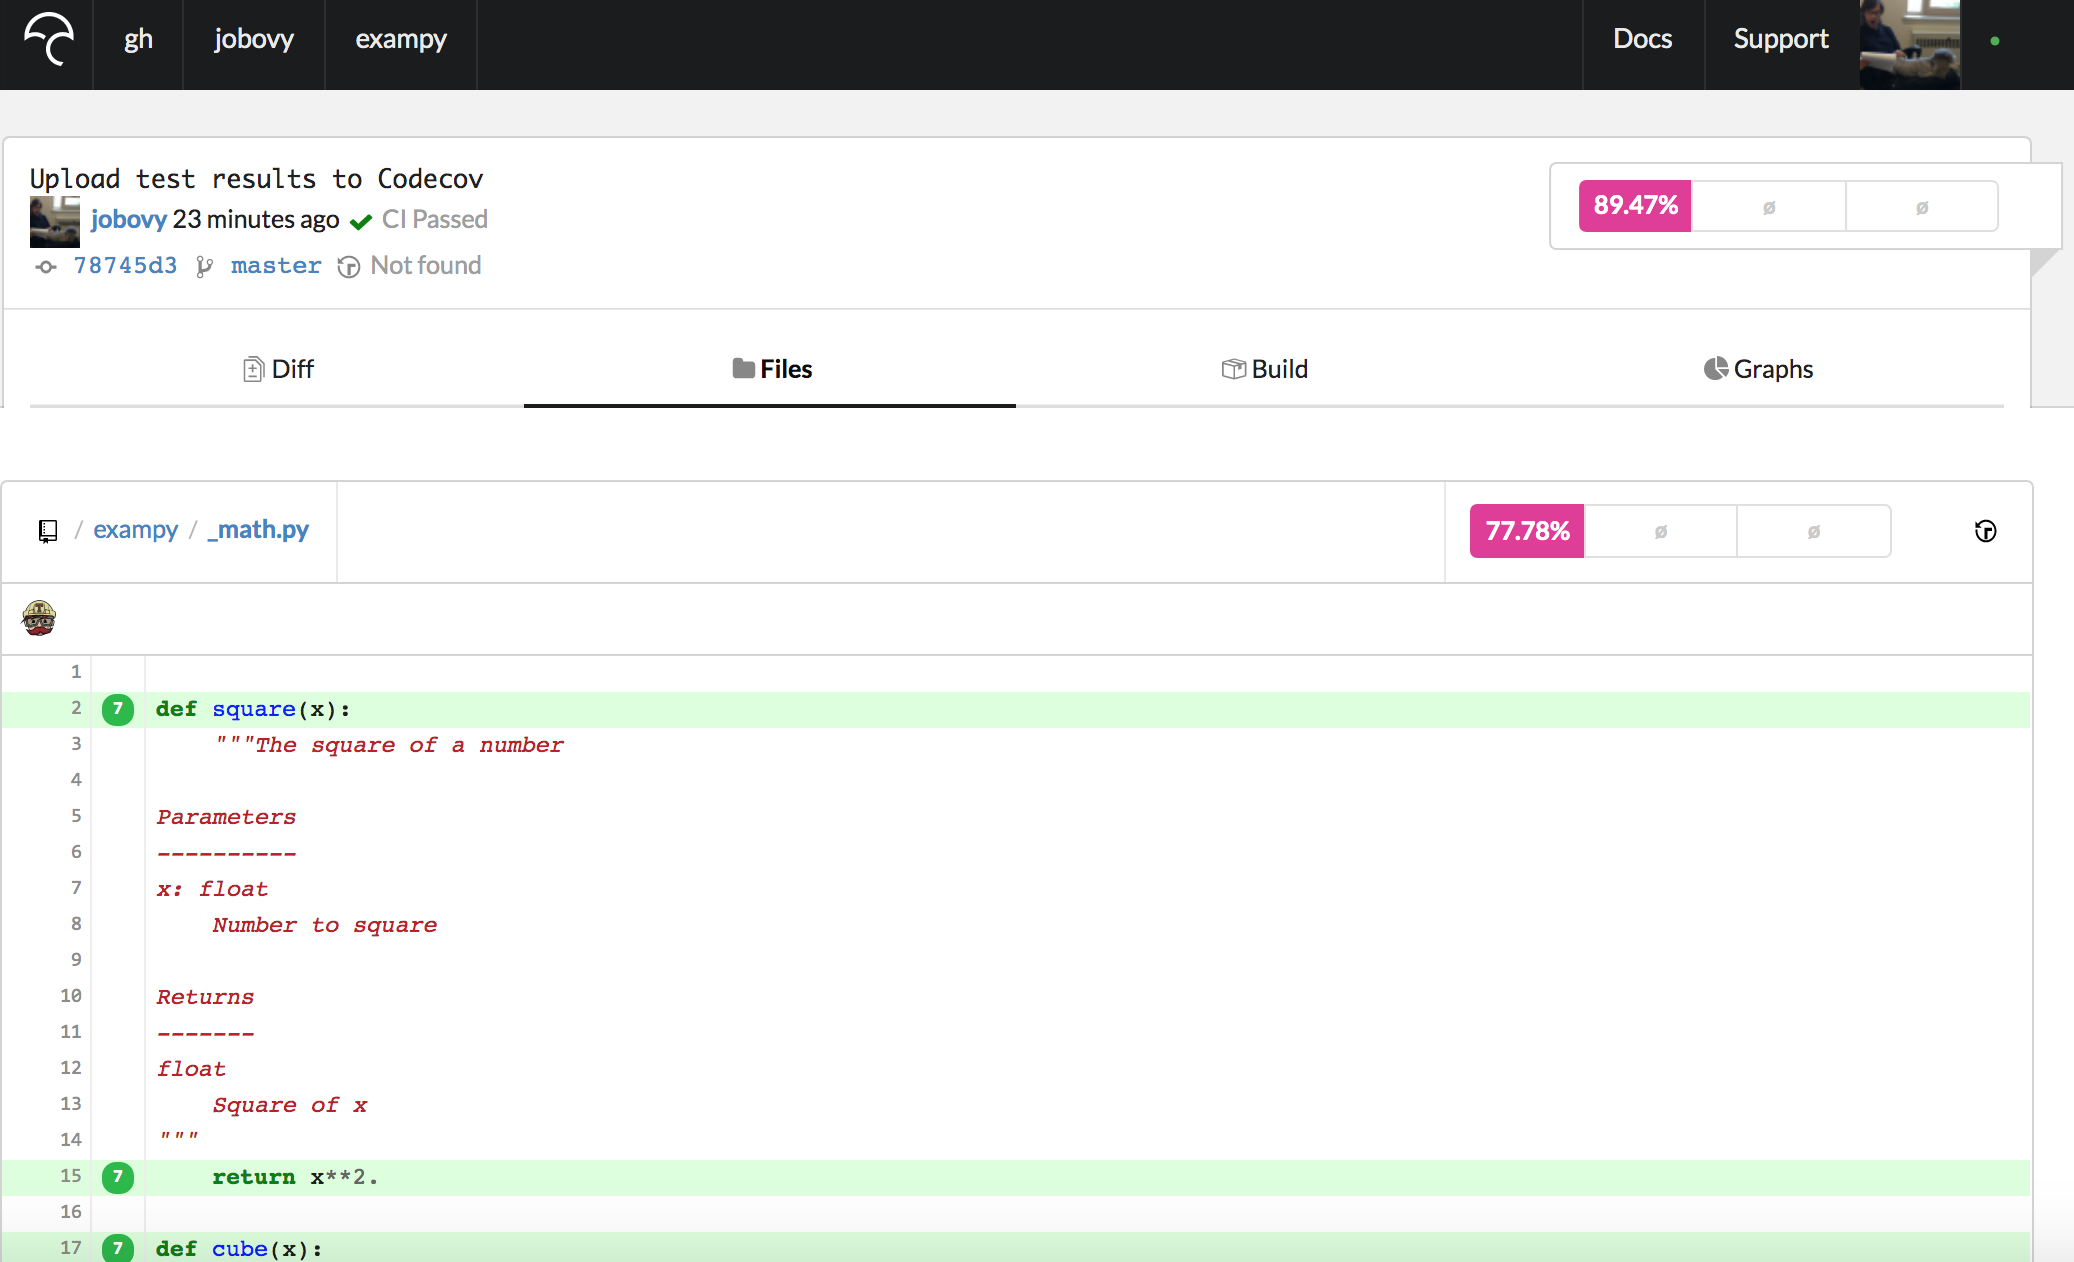 gh jobovy exampy Docs Support
Upload test results to Codecov
jobovy 23 minutes ago CI Passed
78745d3 master Not found
89.47% ø ø
Diff Files Build Graphs
/ exampy / _math.py 77.78% ø ø
1
2 7 def square(x):
3 """The square of a number
4
5 Parameters
6 ----------
7 x: float
8 Number to square
9
10 Returns
11 -------
12 float
13 Square of x
14 """
15 7 return x**2.
16
17 7 def cube(x):